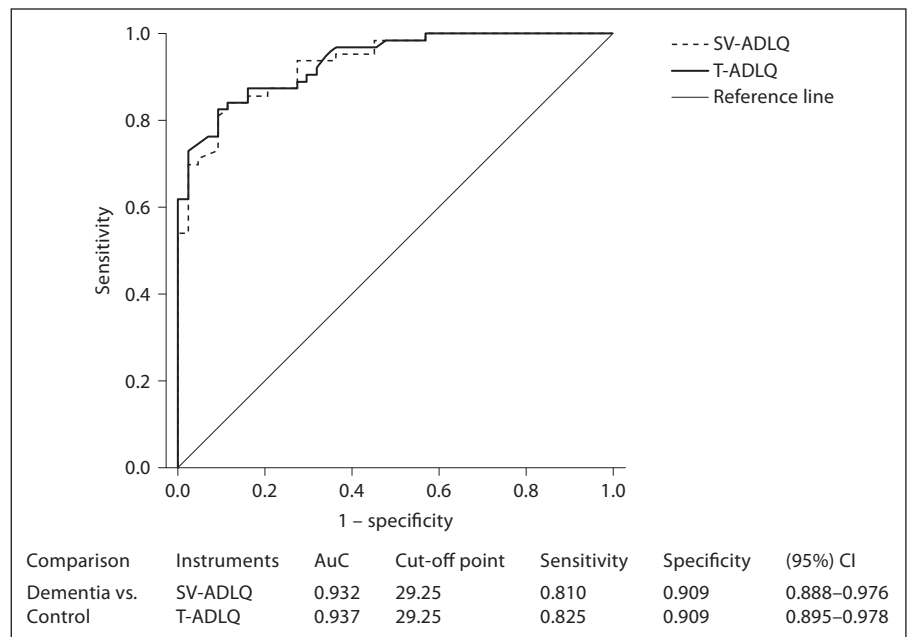 1.0
0.8
0.6
0.4
0.2
0.0
Sensitivity
0.0 0.2 0.4 0.6 0.8 1.0
1 – specificity
SV-ADLQ
T-ADLQ
Reference line
Comparison Instruments AuC Cut-off point Sensitivity Specificity (95%) CI
Dementia vs. SV-ADLQ 0.932 29.25 0.810 0.909 0.888–0.976
Control T-ADLQ 0.937 29.25 0.825 0.909 0.895–0.978